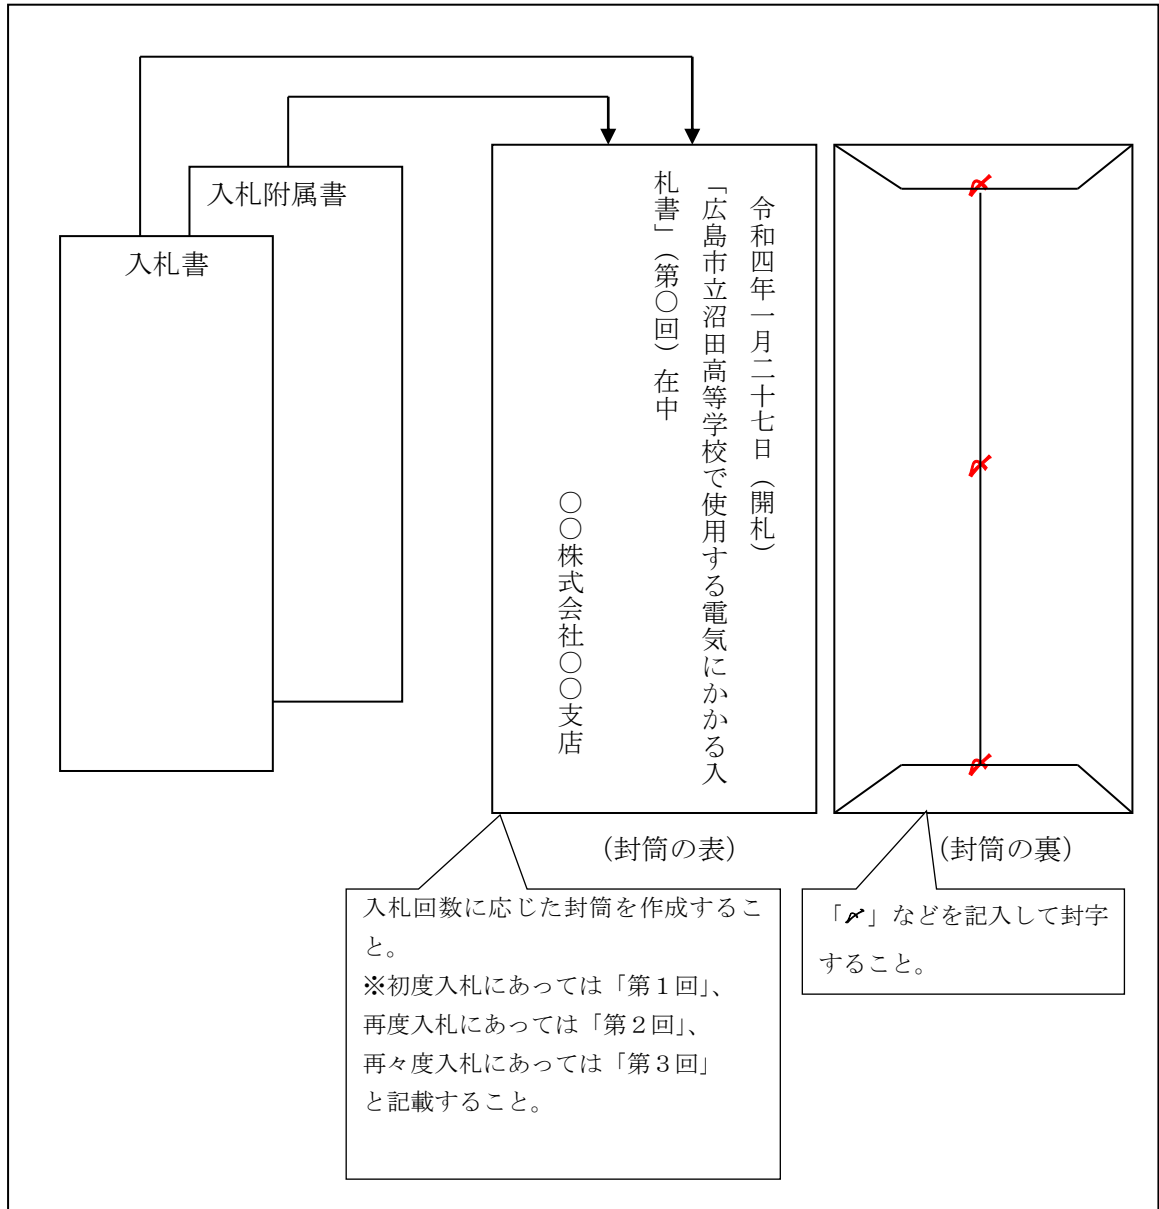 入札附属書
入札書
令和四年一月二十七日（開札）
「広島市立沼田高等学校で使用する電気にかかる入
札書」（第〇回）在中
〇〇株式会社〇〇支店
〆
〆
〆
（封筒の表）
（封筒の裏）
入札回数に応じた封筒を作成するこ
と。
※初度入札にあっては「第１回」、
再度入札にあっては「第２回」、
再々度入札にあっては「第３回」
と記載すること。
「〆」などを記入して封字
すること。